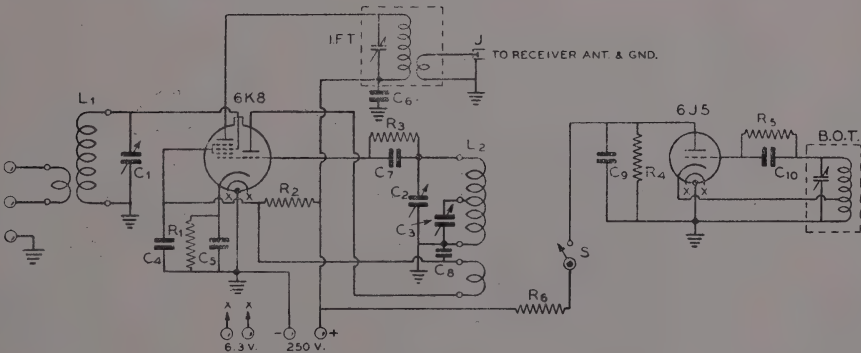 I.F.T
J
TO RECEIVER ANT. & GND.
C6
L1
6K8
C1
R3
C7
L2
C2
C3
C8
R2
R1
C4
C5
x x
x x
6.3 V.
- +
250 V.
R6
S
6J5
R5
B.O.T.
C9
R4
C10
x x